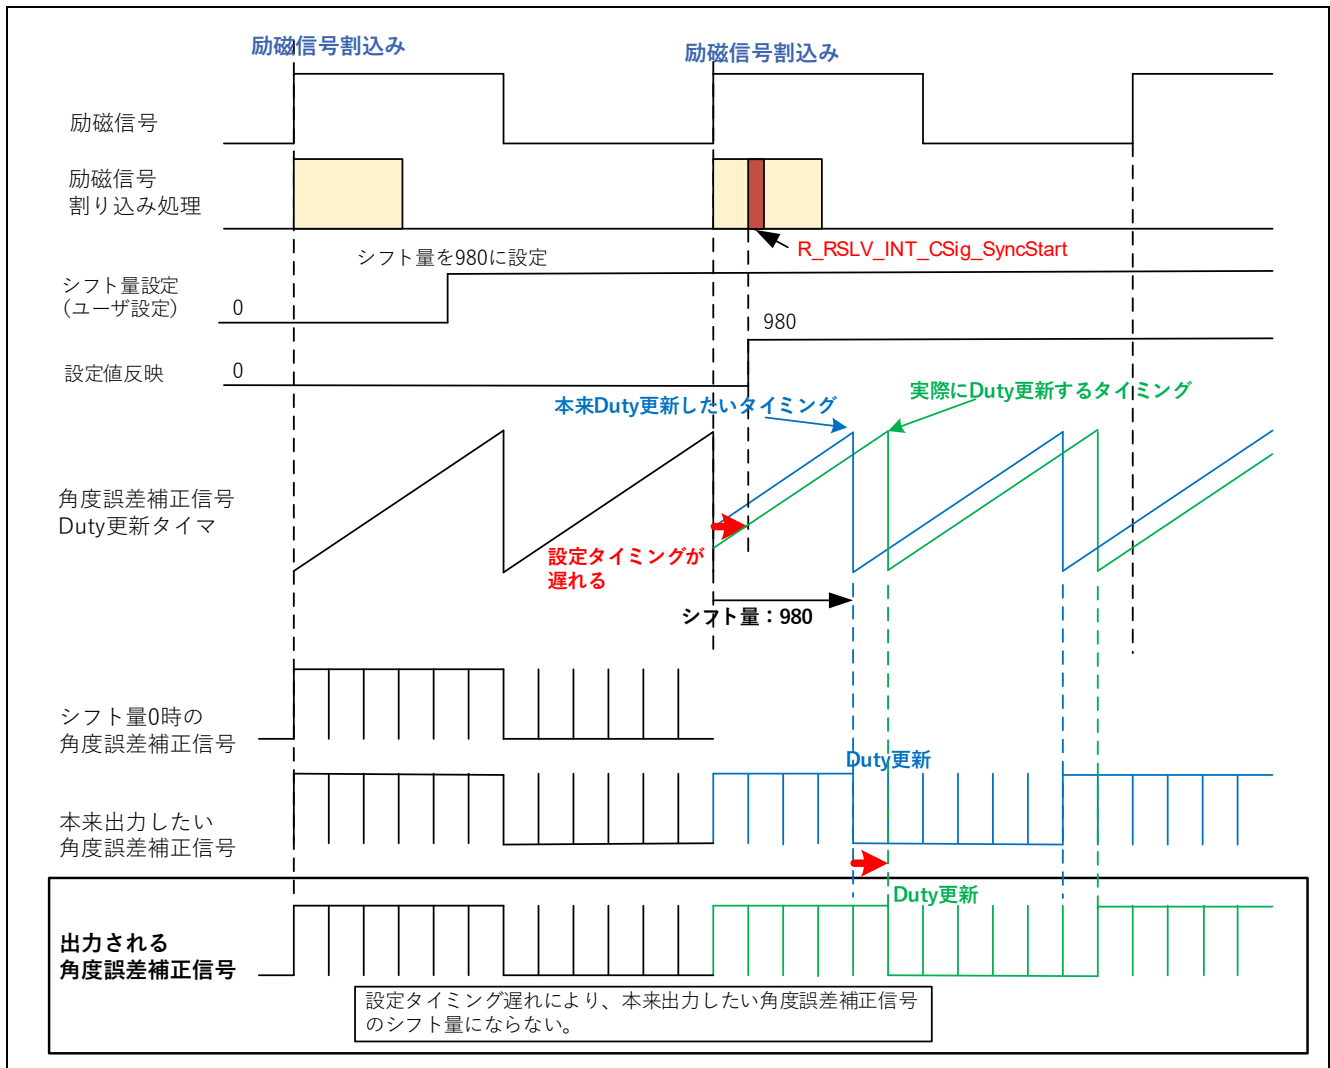 励磁信号割込み
励磁信号割込み
励磁信号
励磁信号
割り込み処理
R_RSLV_INT_CSig_SyncStart
シフト量を980に設定
シフト量設定
(ユーザ設定)
0
980
設定値反映
0
本来Duty更新したいタイミング
実際にDuty更新するタイミング
角度誤差補正信号
Duty更新タイマ
設定タイミングが
遅れる
シフト量：980
シフト量0時の
角度誤差補正信号
Duty更新
本来出力したい
角度誤差補正信号
Duty更新
出力される
角度誤差補正信号
設定タイミング遅れにより、本来出力したい角度誤差補正信号
のシフト量にならない。